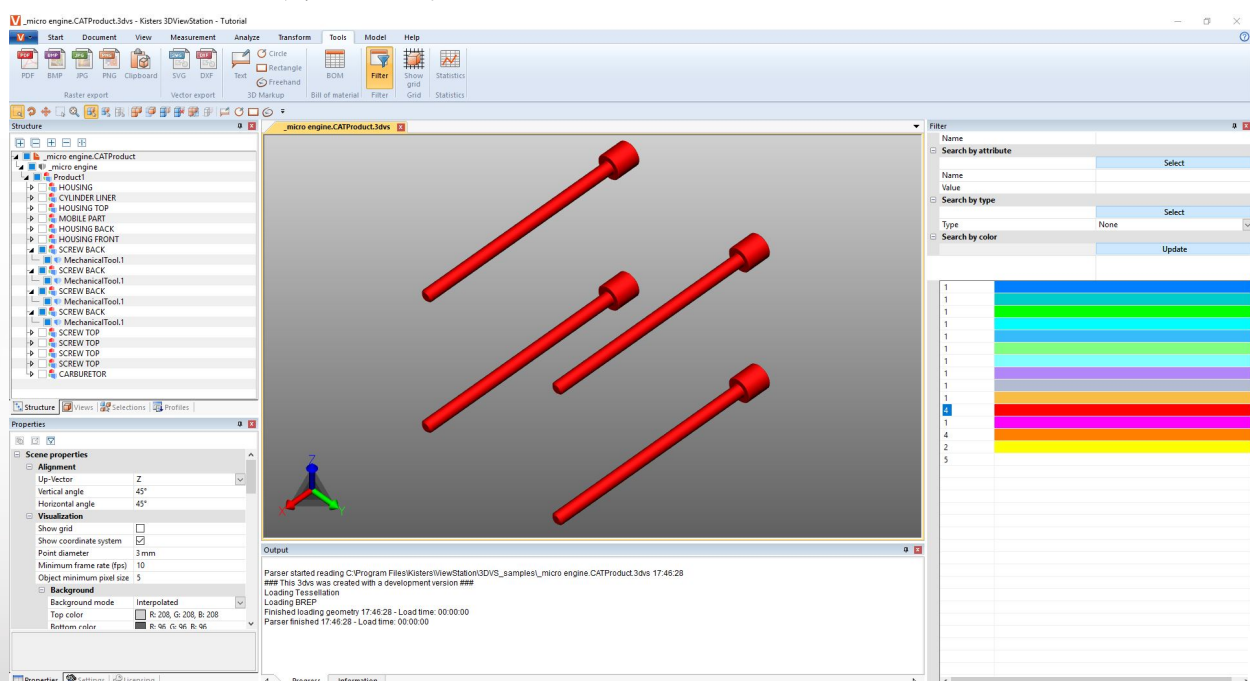 _micro engine.CATProduct.3dvs - Kisters 3DViewStation - Tutorial
Start Document View Measurement Analyze Transform Tools Model Help
PDF BMP JPG PNG Clipboard SVG DXF Text Circle Rectangle Freehand BOM Filter Show grid Statistics
Raster export Vector export 3D Markup Bill of material Filter Grid Statistics
Structure
_micro engine.CATProduct
_micro engine
Product1
HOUSING
CYLINDER LINER
HOUSING TOP
MOBILE PART
HOUSING BACK
HOUSING FRONT
SCREW BACK
MechanicalTool.1
SCREW BACK
MechanicalTool.1
SCREW BACK
MechanicalTool.1
SCREW BACK
MechanicalTool.1
SCREW TOP
SCREW TOP
SCREW TOP
SCREW TOP
CARBURETOR
Structure Views Selections Profiles
Properties
Scene properties
Alignment
Up-Vector Z
Vertical angle 45°
Horizontal angle 45°
Visualization
Show grid
Show coordinate system
Point diameter 3 mm
Minimum frame rate (fps) 10
Object minimum pixel size 5
Background
Background mode Interpolated
Top color R: 208, G: 208, B: 208
Bottom color R: 96, G: 96, B: 96
Properties Settings Licensing
_micro engine.CATProduct.3dvs
Z
X
Y
Output
Parser started reading C:\Program Files\Kisters\ViewStation\3DVS_samples\_micro engine.CATProduct.3dvs 17:46:28
### This 3dvs was created with a development version ###
Loading Tessellation
Loading BREP
Finished loading geometry 17:46:28 - Load time: 00:00:00
Parser finished 17:46:28 - Load time: 00:00:00
Progress Information
Filter
Name
Search by attribute
Select
Name
Value
Search by type
Select
Type None
Search by color
Update
1
1
1
1
1
1
1
1
1
1
4
1
4
2
5